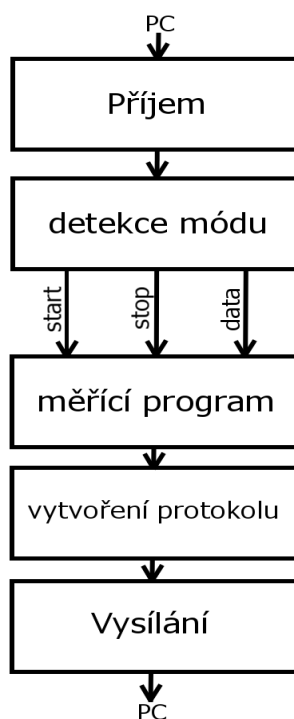 PC
Příjem
detekce módu
start
stop
data
měřící program
vytvoření protokolu
Vysílání
PC